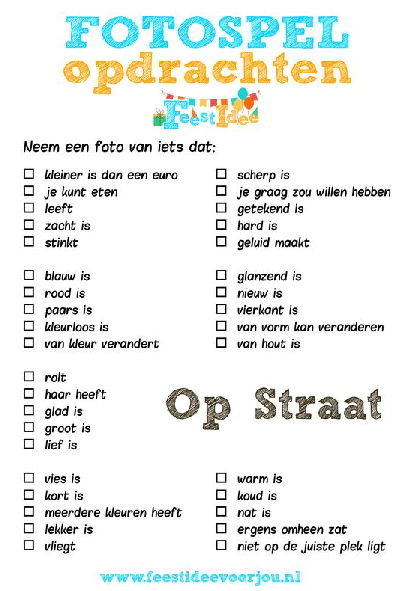 FOTOSPEL
opdrachten
FeestIdee
Neem een foto van iets dat:
kleiner is dan een euro
je kunt eten
leeft
zacht is
stinkt
scherp is
je graag zou willen hebben
getekend is
hard is
geluid maakt
blauw is
rood is
paars is
kleurloos is
van kleur verandert
glanzend is
nieuw is
vierkant is
van vorm kan veranderen
van hout is
rolt
haar heeft
glad is
groot is
lief is
Op Straat
vies is
kort is
meerdere kleuren heeft
lekker is
vliegt
warm is
koud is
nat is
ergens omheen zat
niet op de juiste plek ligt
www.feestideevoorjou.nl